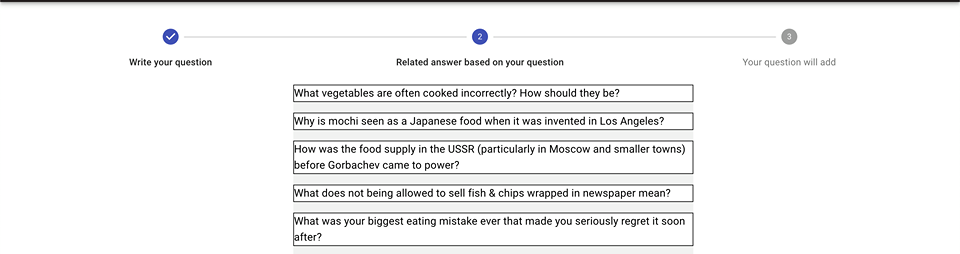 2
3
Write your question
Related answer based on your question
Your question will add
What vegetables are often cooked incorrectly? How should they be?
Why is mochi seen as a Japanese food when it was invented in Los Angeles?
How was the food supply in the USSR (particularly in Moscow and smaller towns)
before Gorbachev came to power?
What does not being allowed to sell fish & chips wrapped in newspaper mean?
What was your biggest eating mistake ever that made you seriously regret it soon
after?